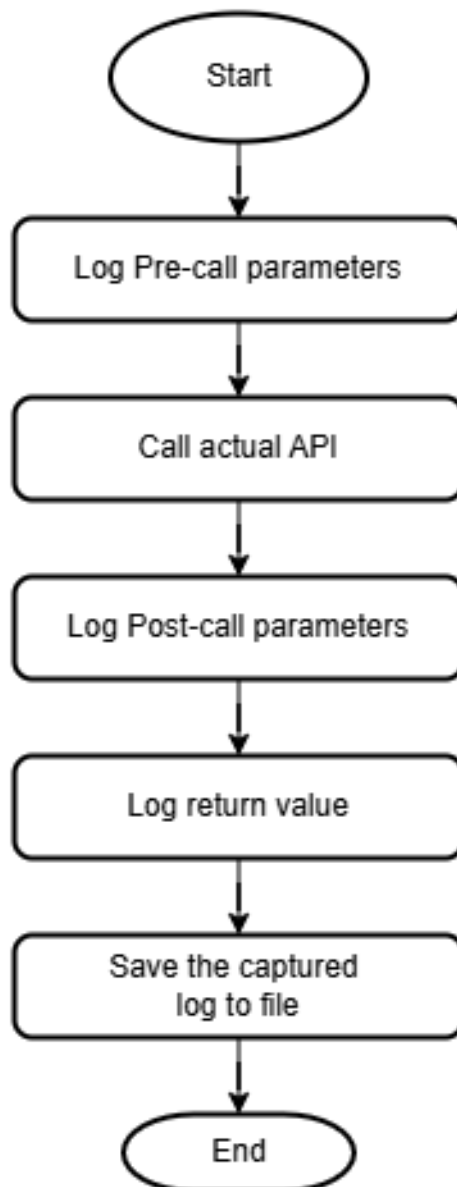 Start
Log Pre-call parameters
Call actual API
Log Post-call parameters
Log return value
Save the captured
log to file
End